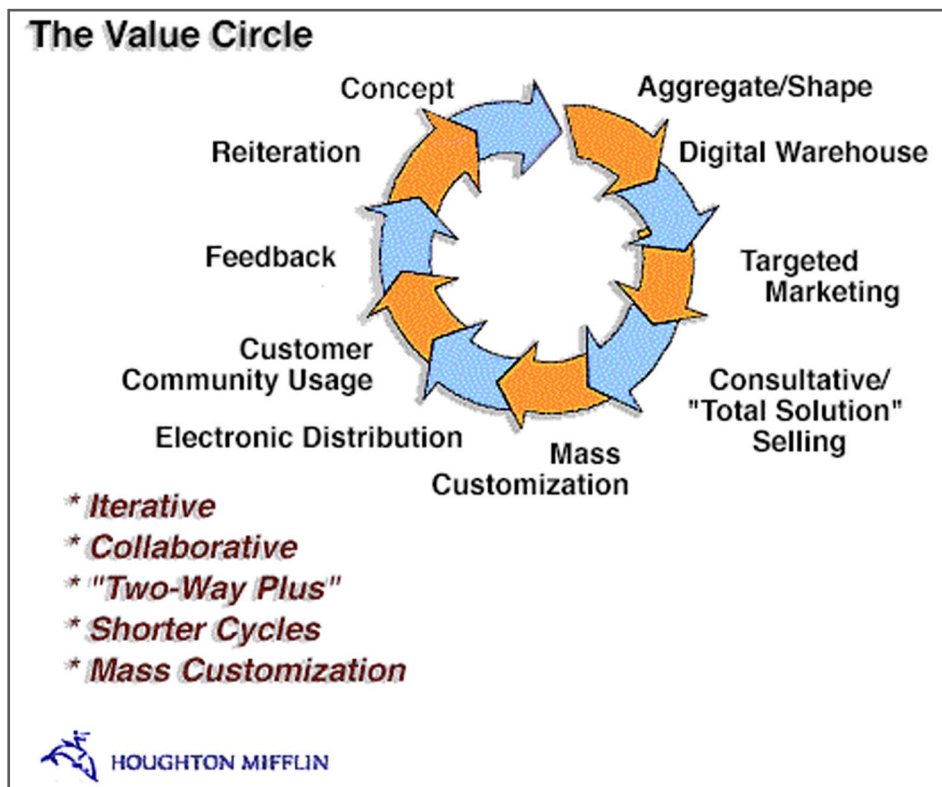 The Value Circle
Concept
Aggregate/Shape
Reiteration
Digital Warehouse
Feedback
Targeted
Marketing
Customer
Community Usage
Consultative/
"Total Solution"
Selling
Electronic Distribution
Mass
Customization
* Iterative
* Collaborative
* "Two-Way Plus"
* Shorter Cycles
* Mass Customization
HOUGHTON MIFFLIN